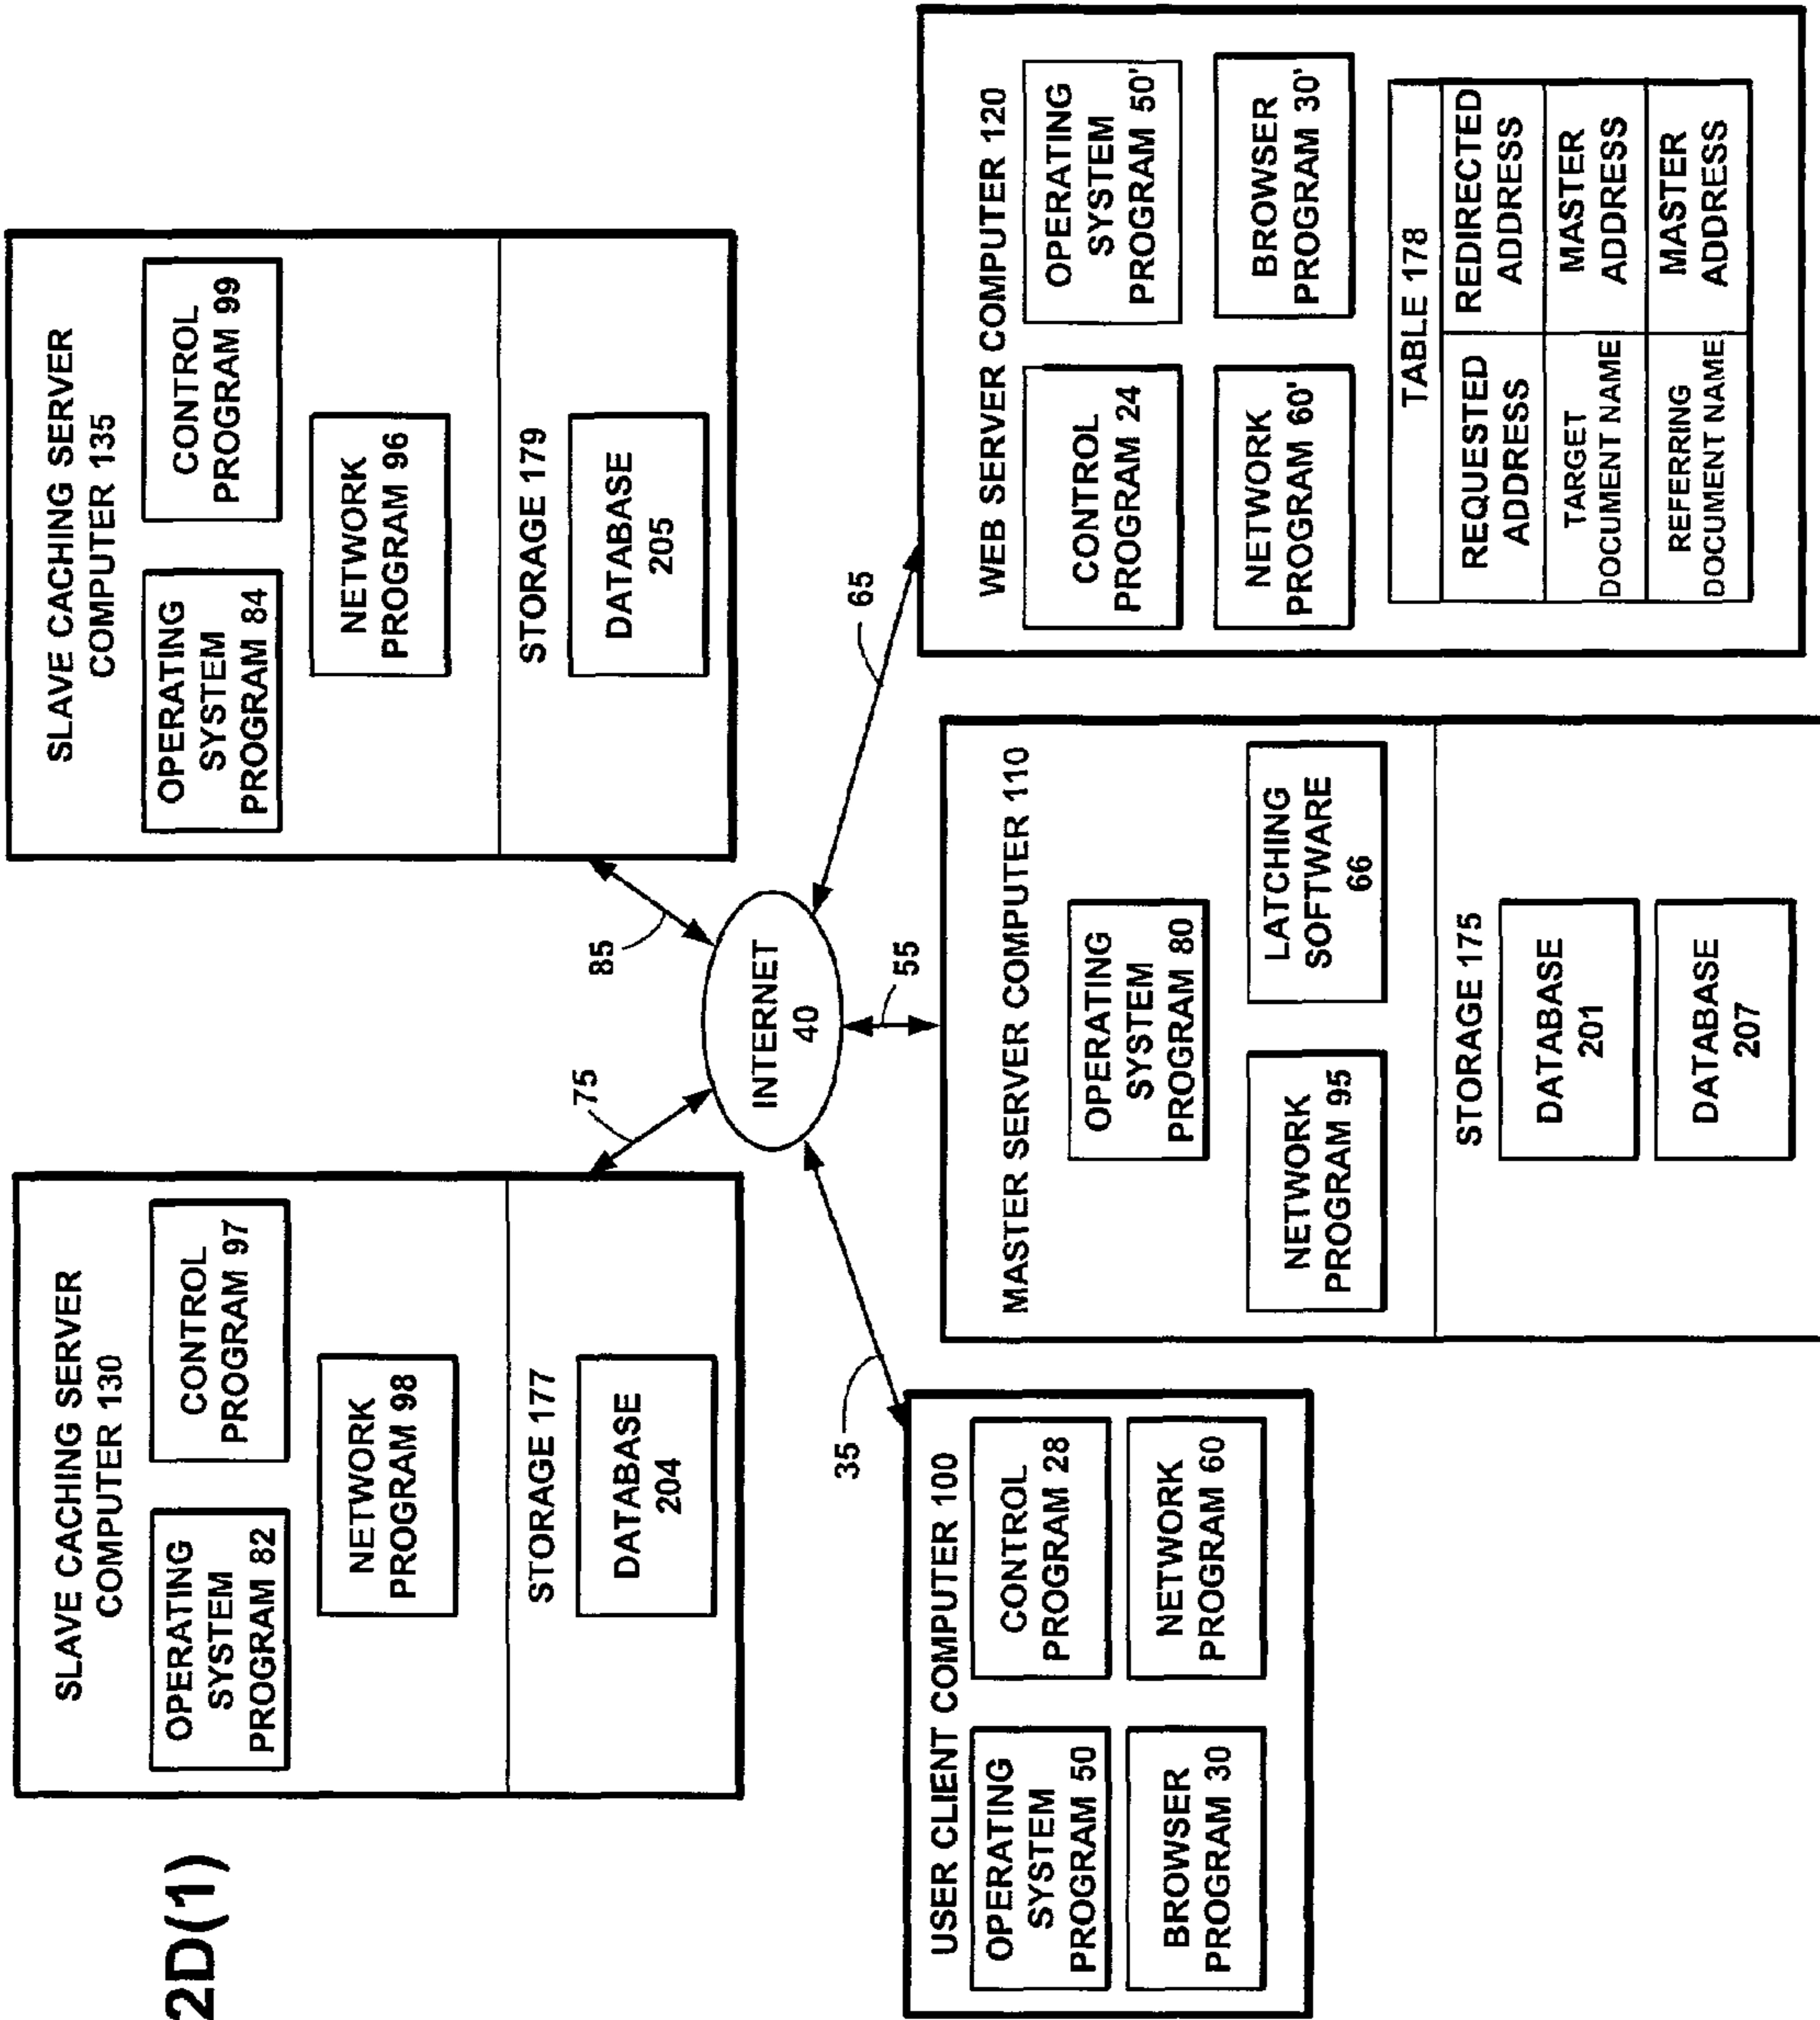 2D(1)
SLAVE CACHING SERVER
COMPUTER 130
OPERATING
SYSTEM
PROGRAM 82
CONTROL
PROGRAM 97
NETWORK
PROGRAM 98
STORAGE 177
DATABASE
204
SLAVE CACHING SERVER
COMPUTER 135
OPERATING
SYSTEM
PROGRAM 84
CONTROL
PROGRAM 99
NETWORK
PROGRAM 96
STORAGE 179
DATABASE
205
75
85
INTERNET
40
35
55
65
USER CLIENT COMPUTER 100
OPERATING
SYSTEM
PROGRAM 50
CONTROL
PROGRAM 28
BROWSER
PROGRAM 30
NETWORK
PROGRAM 60
MASTER SERVER COMPUTER 110
OPERATING
SYSTEM
PROGRAM 80
NETWORK
PROGRAM 95
LATCHING
SOFTWARE
66
STORAGE 175
DATABASE
201
DATABASE
207
WEB SERVER COMPUTER 120
CONTROL
PROGRAM 24
OPERATING
SYSTEM
PROGRAM 50'
NETWORK
PROGRAM 60'
BROWSER
PROGRAM 30'
TABLE 178
REQUESTED
ADDRESS
REDIRECTED
ADDRESS
TARGET
DOCUMENT NAME
MASTER
ADDRESS
REFERRING
DOCUMENT NAME
MASTER
ADDRESS